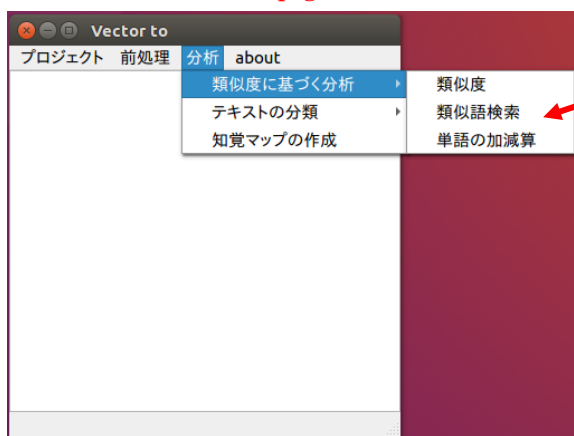 Vector to
プロジェクト 前処理 分析 about
類似度に基づく分析
テキストの分類
知覚マップの作成
類似度
類似語検索
単語の加減算